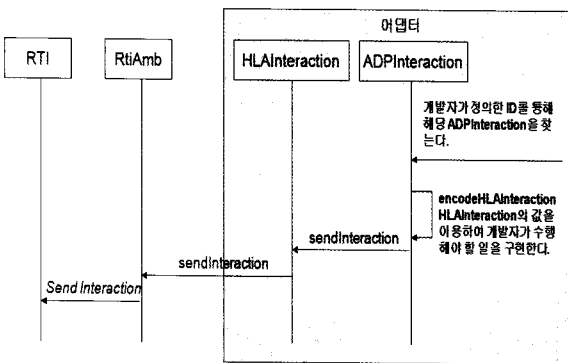 어댑터
RTI
RtiAmb
HLAInteraction
ADPInteraction
개발자가 정의한 ID를 통해
해당 ADPInteraction을 찾
는다.
encodeHLAInteraction
HLAInteraction의 값을
이용하여 개발자가 수행
해야 할 일을 구현한다.
sendInteraction
sendInteraction
Send Interaction